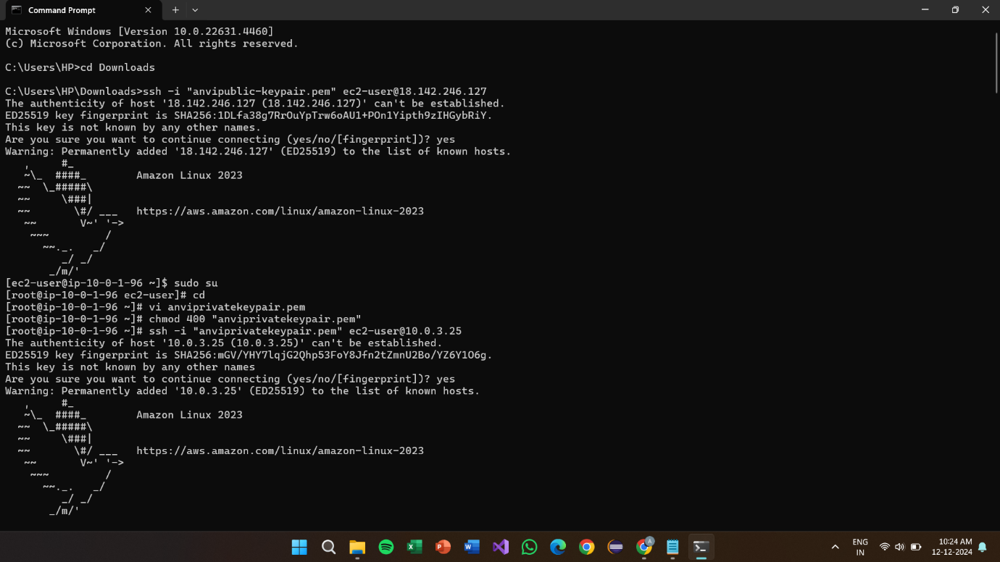 Command Prompt
Microsoft Windows [Version 10.0.22631.4460]
(c) Microsoft Corporation. All rights reserved.
C:\Users\HP>cd Downloads
C:\Users\HP\Downloads>ssh -i "anvipublic-keypair.pem" ec2-user@18.142.246.127
The authenticity of host '18.142.246.127 (18.142.246.127)' can't be established.
ED25519 key fingerprint is SHA256:1DLfa38g7RrOuYpTrw6oAU1+POn1Yipth9zIHGybRiY.
This key is not known by any other names.
Are you sure you want to continue connecting (yes/no/[fingerprint])? yes
Warning: Permanently added '18.142.246.127' (ED25519) to the list of known hosts.
   ,     #_
   ~\_  ####_        Amazon Linux 2023
  ~~  \_#####\
  ~~     \###|
  ~~       \#/ ___   https://aws.amazon.com/linux/amazon-linux-2023
   ~~       V~' '->
    ~~~         /
      ~~._.   _/
         _/ _/
       _/m/'
[ec2-user@ip-10-0-1-96 ~]$ sudo su
[root@ip-10-0-1-96 ec2-user]# cd
[root@ip-10-0-1-96 ~]# vi anviprivatekeypair.pem
[root@ip-10-0-1-96 ~]# chmod 400 "anviprivatekeypair.pem"
[root@ip-10-0-1-96 ~]# ssh -i "anviprivatekeypair.pem" ec2-user@10.0.3.25
The authenticity of host '10.0.3.25 (10.0.3.25)' can't be established.
ED25519 key fingerprint is SHA256:mGV/YHY7lqjG2Qhp53FoY8Jfn2tZmnU2Bo/YZ6Y1O6g.
This key is not known by any other names
Are you sure you want to continue connecting (yes/no/[fingerprint])? yes
Warning: Permanently added '10.0.3.25' (ED25519) to the list of known hosts.
   ,     #_
   ~\_  ####_        Amazon Linux 2023
  ~~  \_#####\
  ~~     \###|
  ~~       \#/ ___   https://aws.amazon.com/linux/amazon-linux-2023
   ~~       V~' '->
    ~~~         /
      ~~._.   _/
         _/ _/
       _/m/'
ENG
IN
10:24 AM
12-12-2024